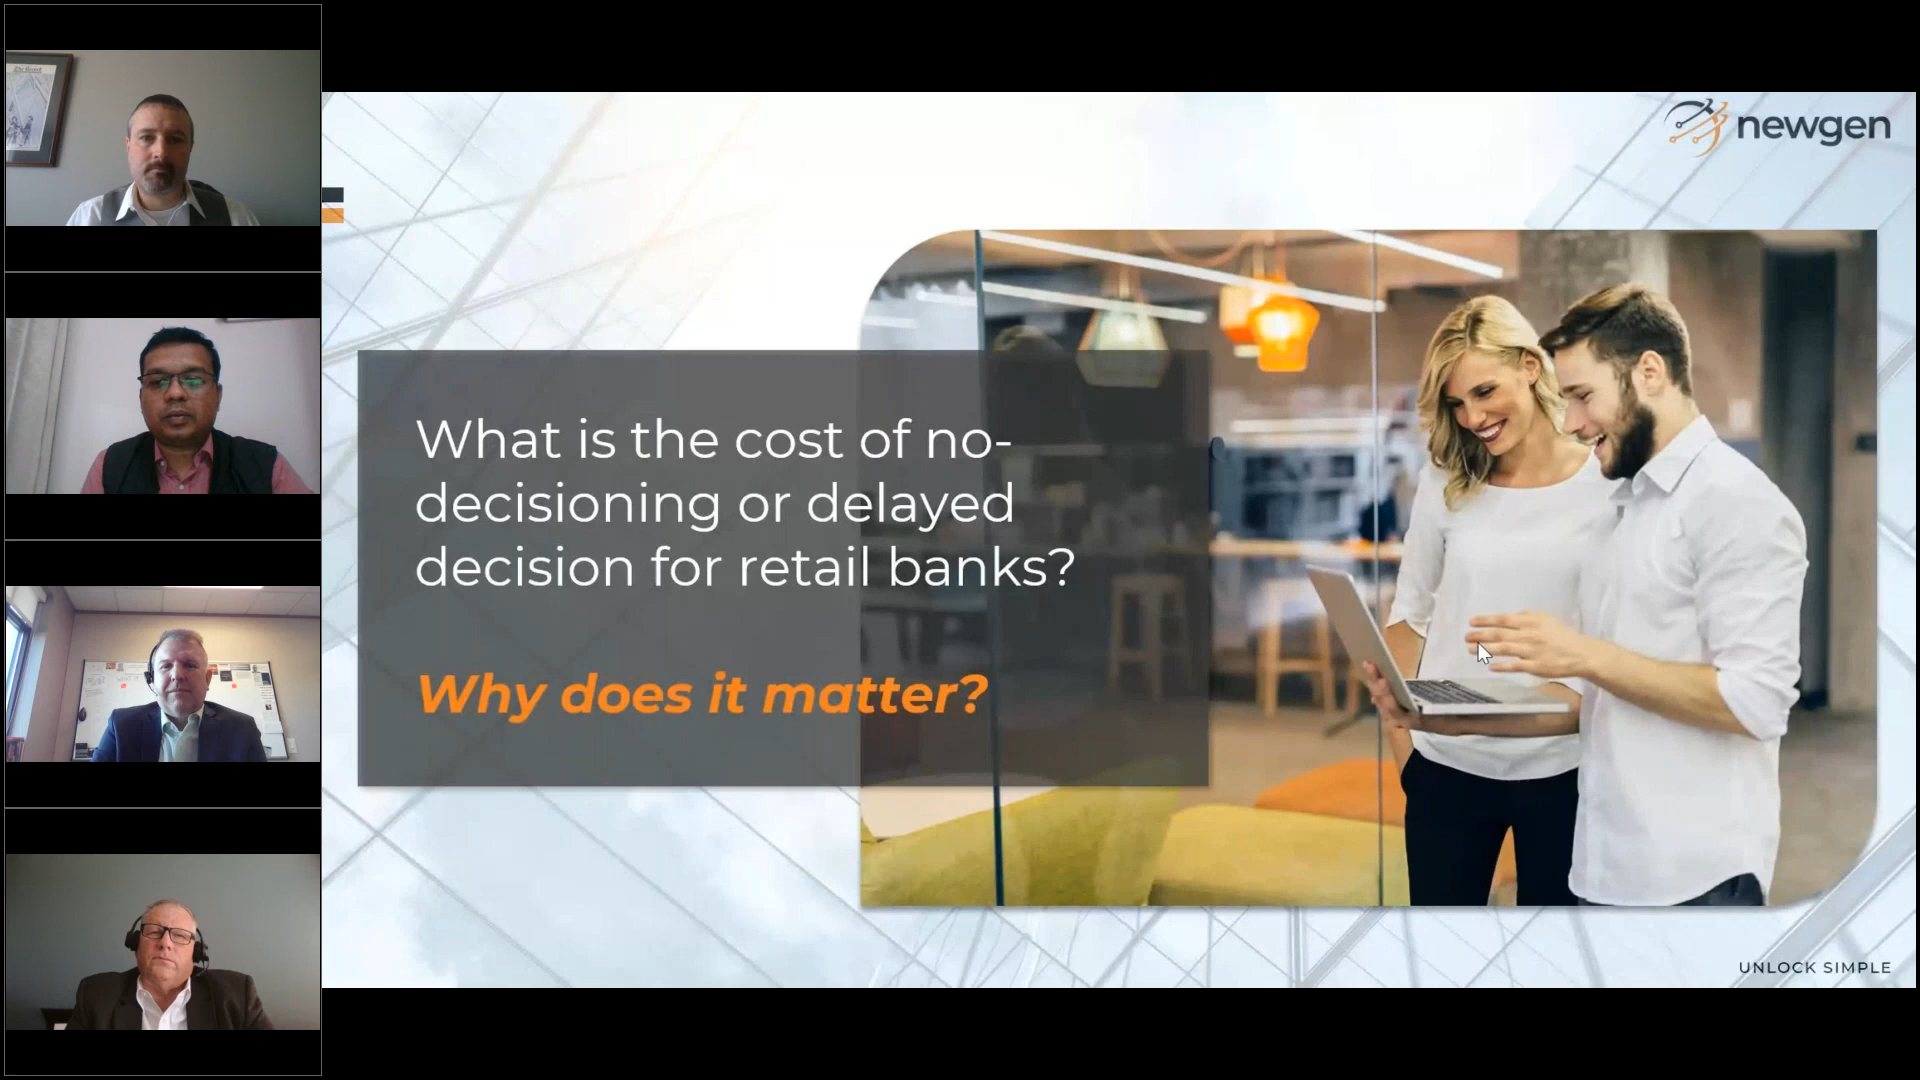 newgen
What is the cost of no-
decisioning or delayed
decision for retail banks?
Why does it matter?
UNLOCK SIMPLE